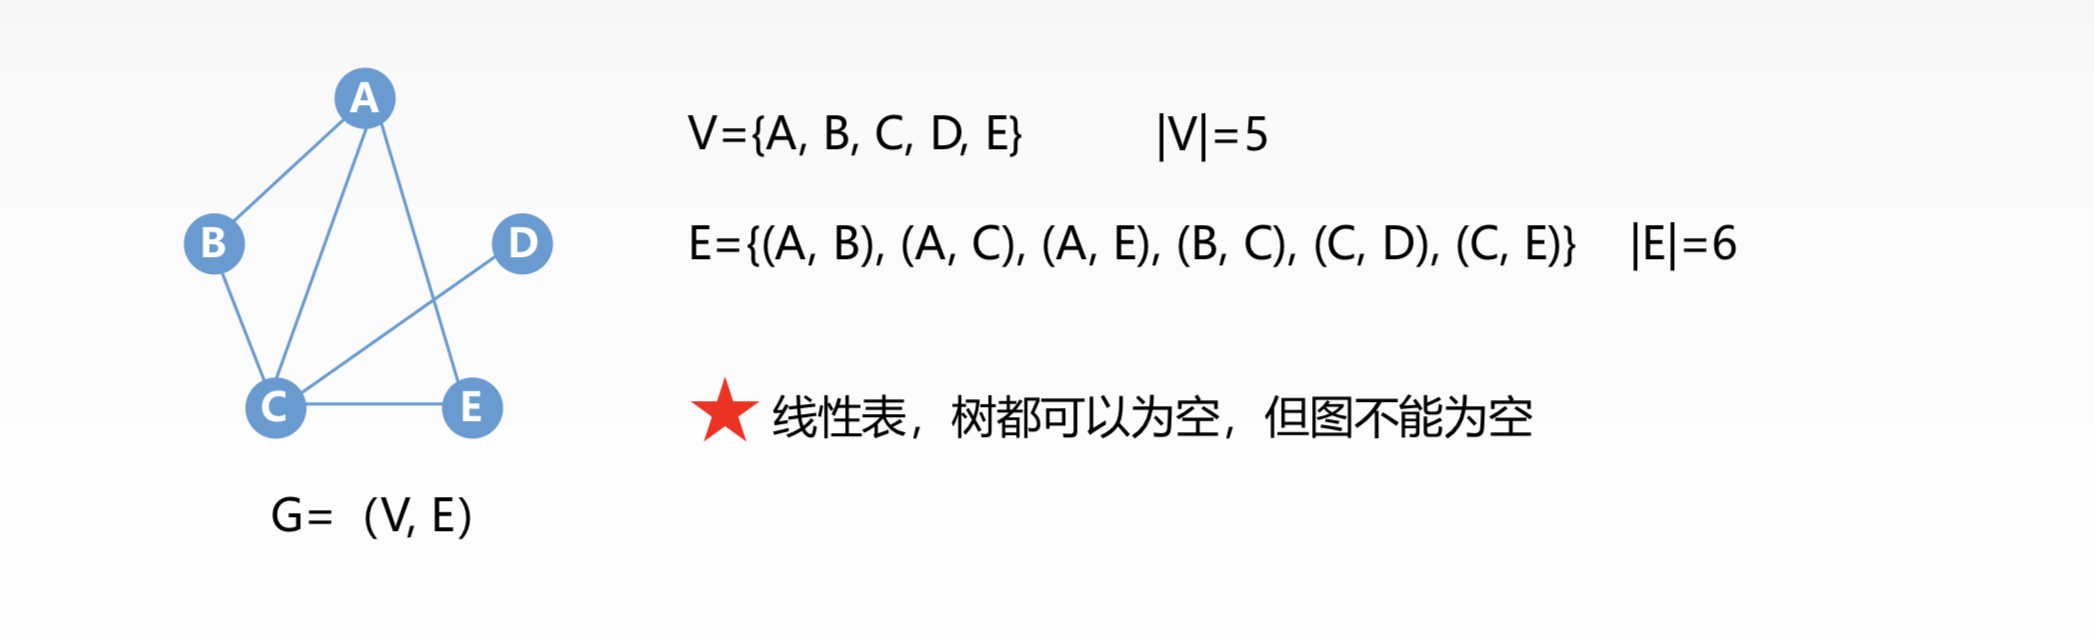 A
B
D
C
E
G=（V, E）
V={A, B, C, D, E}
|V|=5
E={(A, B), (A, C), (A, E), (B, C), (C, D), (C, E)}
|E|=6
线性表，树都可以为空，但图不能为空